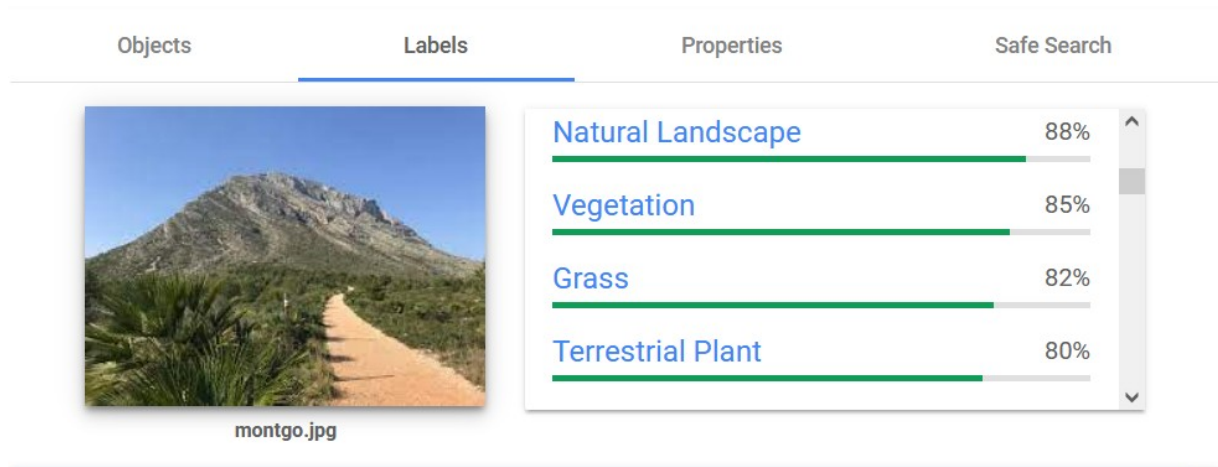 Objects Labels Properties Safe Search
Natural Landscape 88%
Vegetation 85%
Grass 82%
Terrestrial Plant 80%
montgo.jpg